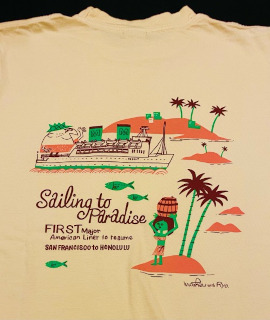 Sailing to
Paradise
FIRST Major
American Liner to resume
SAN FRANCISCO to HONOLULU